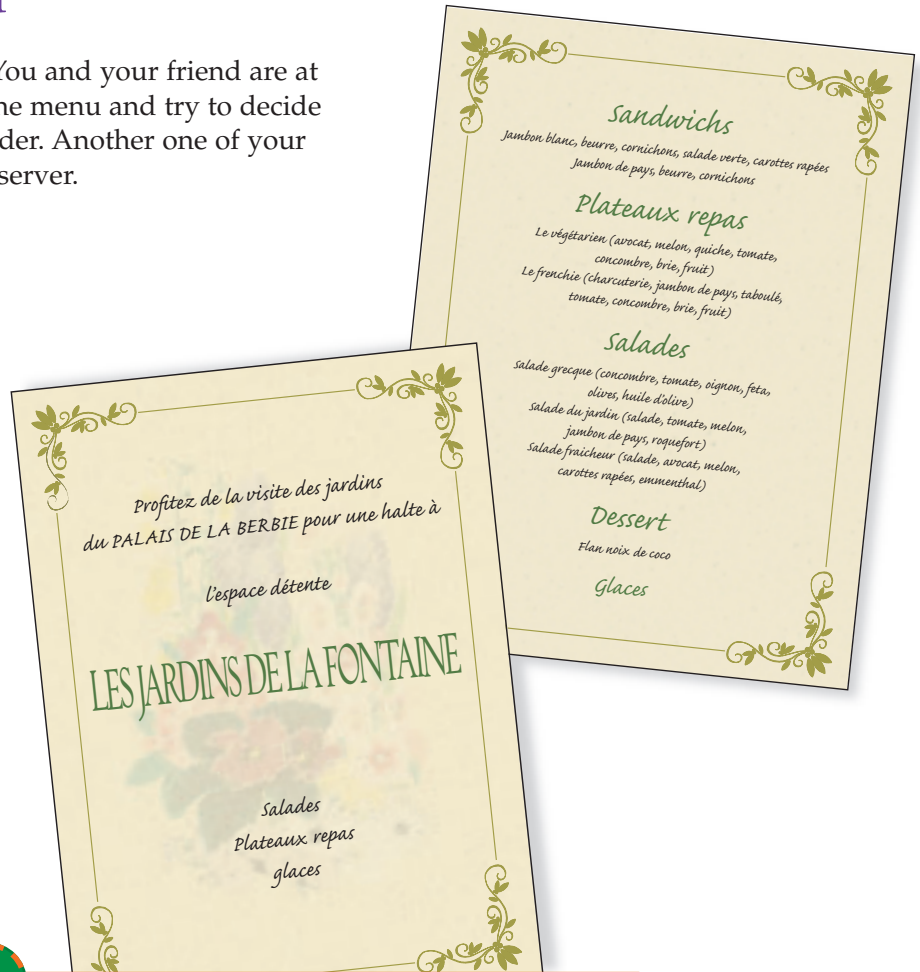 You and your friend are at
he menu and try to decide
der. Another one of your
server.
Sandwichs
Jambon blanc, beurre, cornichons, salade verte, carottes rapées
Jambon de pays, beurre, cornichons
Plateaux repas
Le végétarien (avocat, melon, quiche, tomate,
concombre, brie, fruit)
Le frenchie (charcuterie, jambon de pays, taboulé,
tomate, concombre, brie, fruit)
Salades
Salade grecque (concombre, tomate, oignon, feta,
olives, huile d'olive)
Salade du jardin (salade, tomate, melon,
jambon de pays, roquefort)
Salade fraicheur (salade, avocat, melon,
carottes rapées, emmenthal)
Dessert
Flan noix de coco
Glaces
Profitez de la visite des jardins
du PALAIS DE LA BERBIE pour une halte à
l'espace détente
LES JARDINS DE LA FONTAINE
Salades
Plateaux repas
glaces